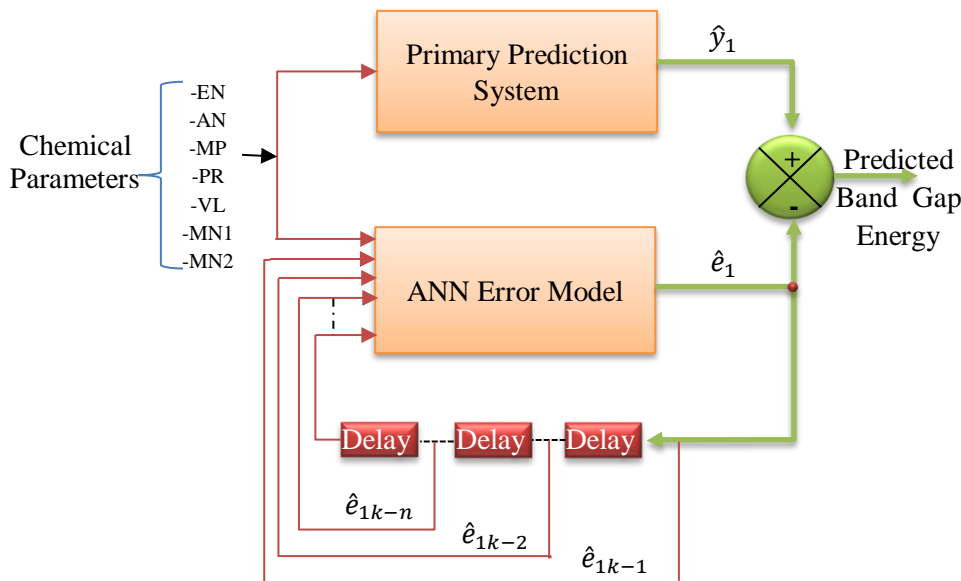 Chemical
Parameters
-EN
-AN
-MP
-PR
-VL
-MN1
-MN2
Primary Prediction
System
ŷ₁
+
-
Predicted
Band Gap
Energy
ANN Error Model
ê₁
Delay
Delay
Delay
ê₁ₖ₋ₙ
ê₁ₖ₋₂
ê₁ₖ₋₁